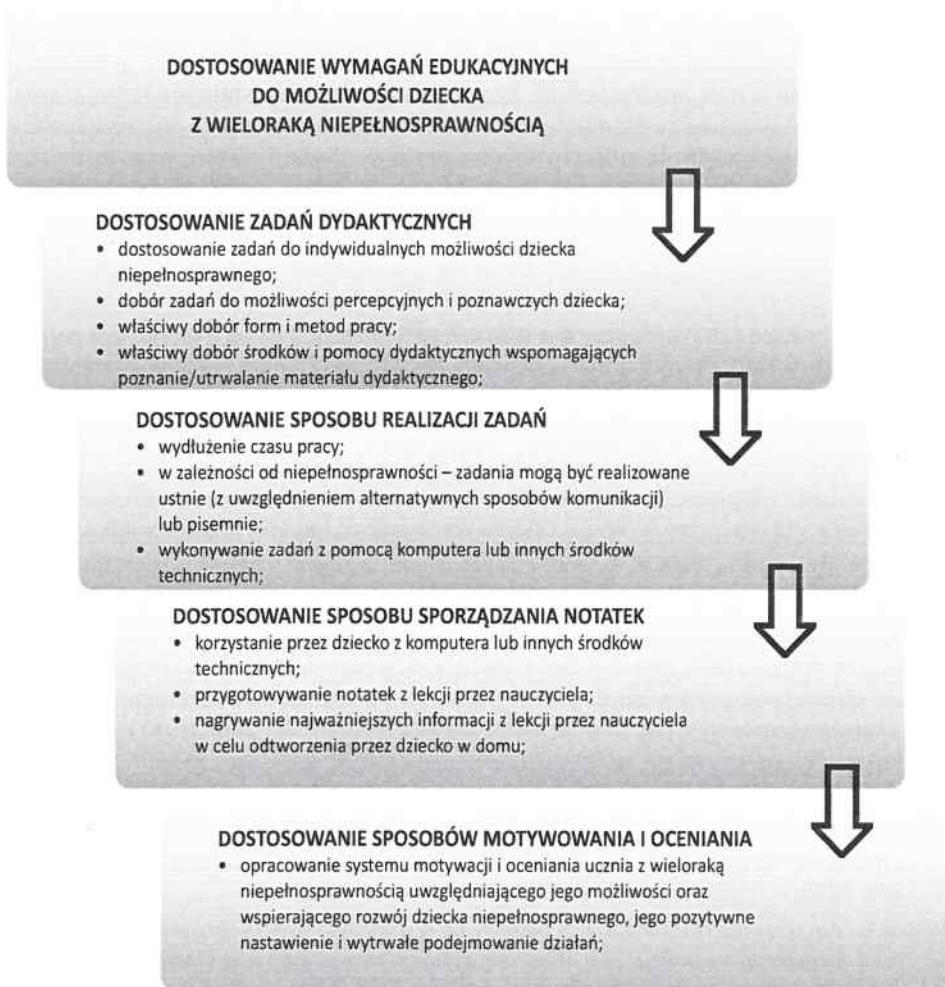 DOSTOSOWANIE WYMAGAŃ EDUKACYJNYCH
DO MOŻLIWOŚCI DZIECKA
Z WIELORAKĄ NIEPEŁNOSPRAWNOŚCIĄ
DOSTOSOWANIE ZADAŃ DYDAKTYCZNYCH
• dostosowanie zadań do indywidualnych możliwości dziecka
niepełnosprawnego;
• dobór zadań do możliwości percepcyjnych i poznawczych dziecka;
• właściwy dobór form i metod pracy;
• właściwy dobór środków i pomocy dydaktycznych wspomagających
poznanie/utrwalanie materiału dydaktycznego;
DOSTOSOWANIE SPOSOBU REALIZACJI ZADAŃ
• wydłużenie czasu pracy;
• w zależności od niepełnosprawności – zadania mogą być realizowane
ustnie (z uwzględnieniem alternatywnych sposobów komunikacji)
lub pisemnie;
• wykonywanie zadań z pomocą komputera lub innych środków
technicznych;
DOSTOSOWANIE SPOSOBU SPORZĄDZANIA NOTATEK
• korzystanie przez dziecko z komputera lub innych środków
technicznych;
• przygotowywanie notatek z lekcji przez nauczyciela;
• nagrywanie najważniejszych informacji z lekcji przez nauczyciela
w celu odtworzenia przez dziecko w domu;
DOSTOSOWANIE SPOSOBÓW MOTYWOWANIA I OCENIANIA
• opracowanie systemu motywacji i oceniania ucznia z wieloraką
niepełnosprawnością uwzględniającego jego możliwości oraz
wspierającego rozwój dziecka niepełnosprawnego, jego pozytywne
nastawienie i wytrwałe podejmowanie działań;